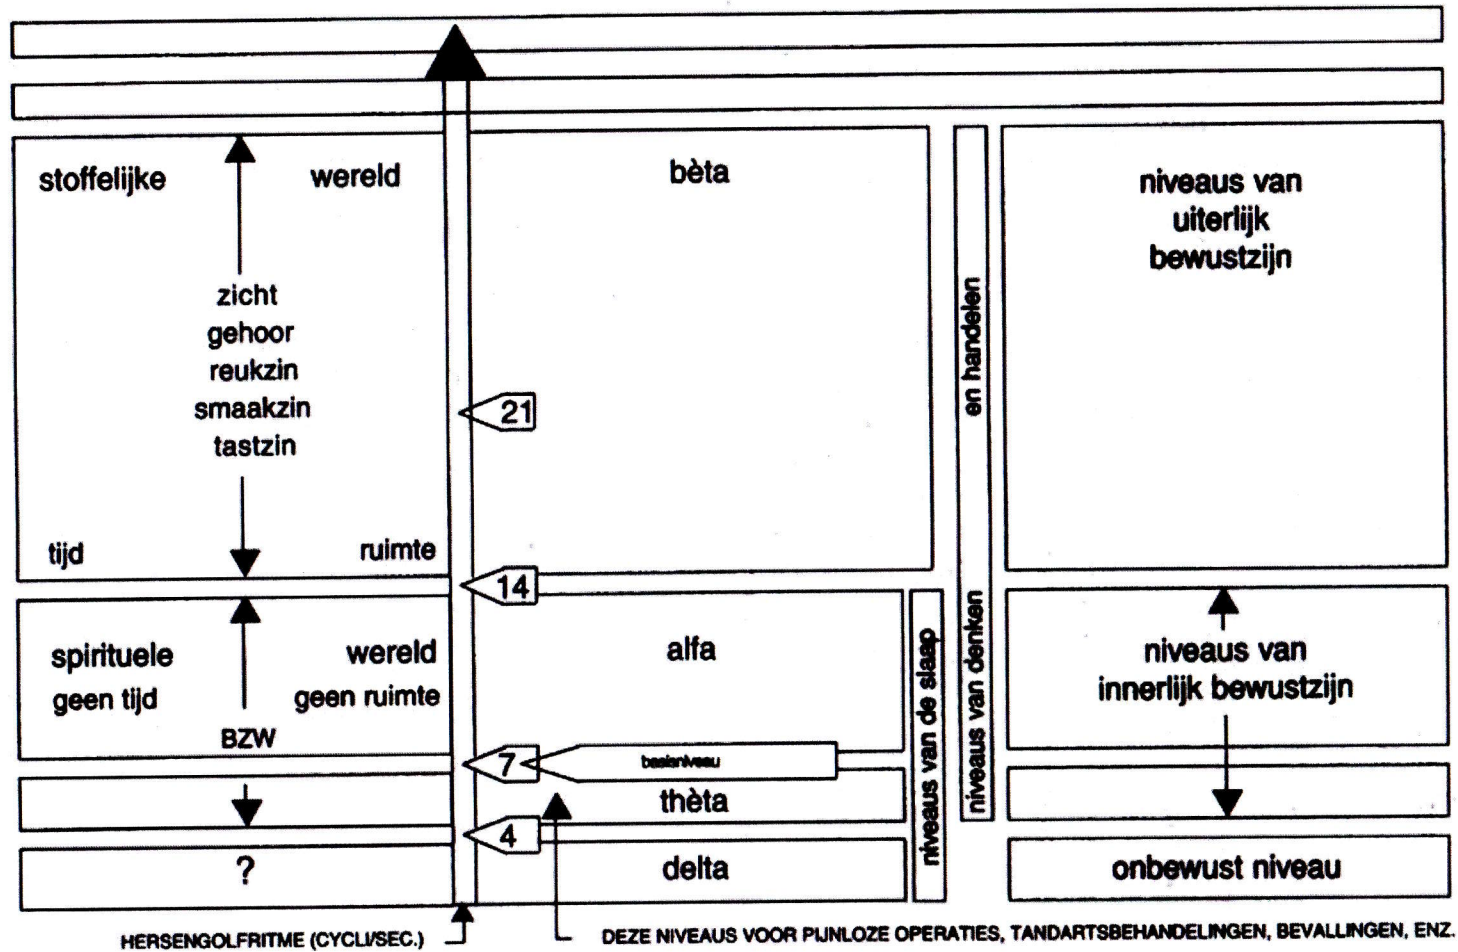 stoffelijke wereld
zicht
gehoor
reukzin
smaakzin
tastzin
tijd ruimte
spirituele wereld
geen tijd geen ruimte
BZW
?
HERSENGOLFRITME (CYCLI/SEC.)
21
14
7
4
bèta
alfa
basisniveau
thèta
delta
DEZE NIVEAUS VOOR PIJNLOZE OPERATIES, TANDARTSBEHANDELINGEN, BEVALLINGEN, ENZ.
niveaus van de slaap
niveaus van denken en handelen
niveaus van
uiterlijk
bewustzijn
niveaus van
innerlijk bewustzijn
onbewust niveau